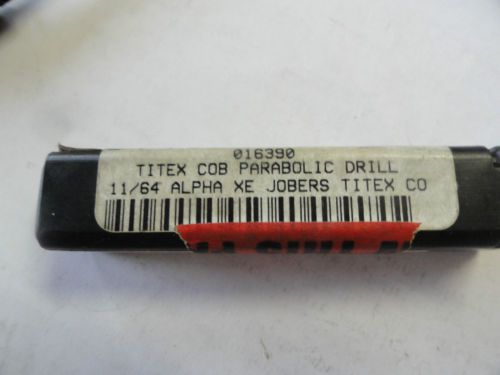 016390
TITEX COB PARABOLIC DRILL
11/64 ALPHA XE JOBERS TITEX CO